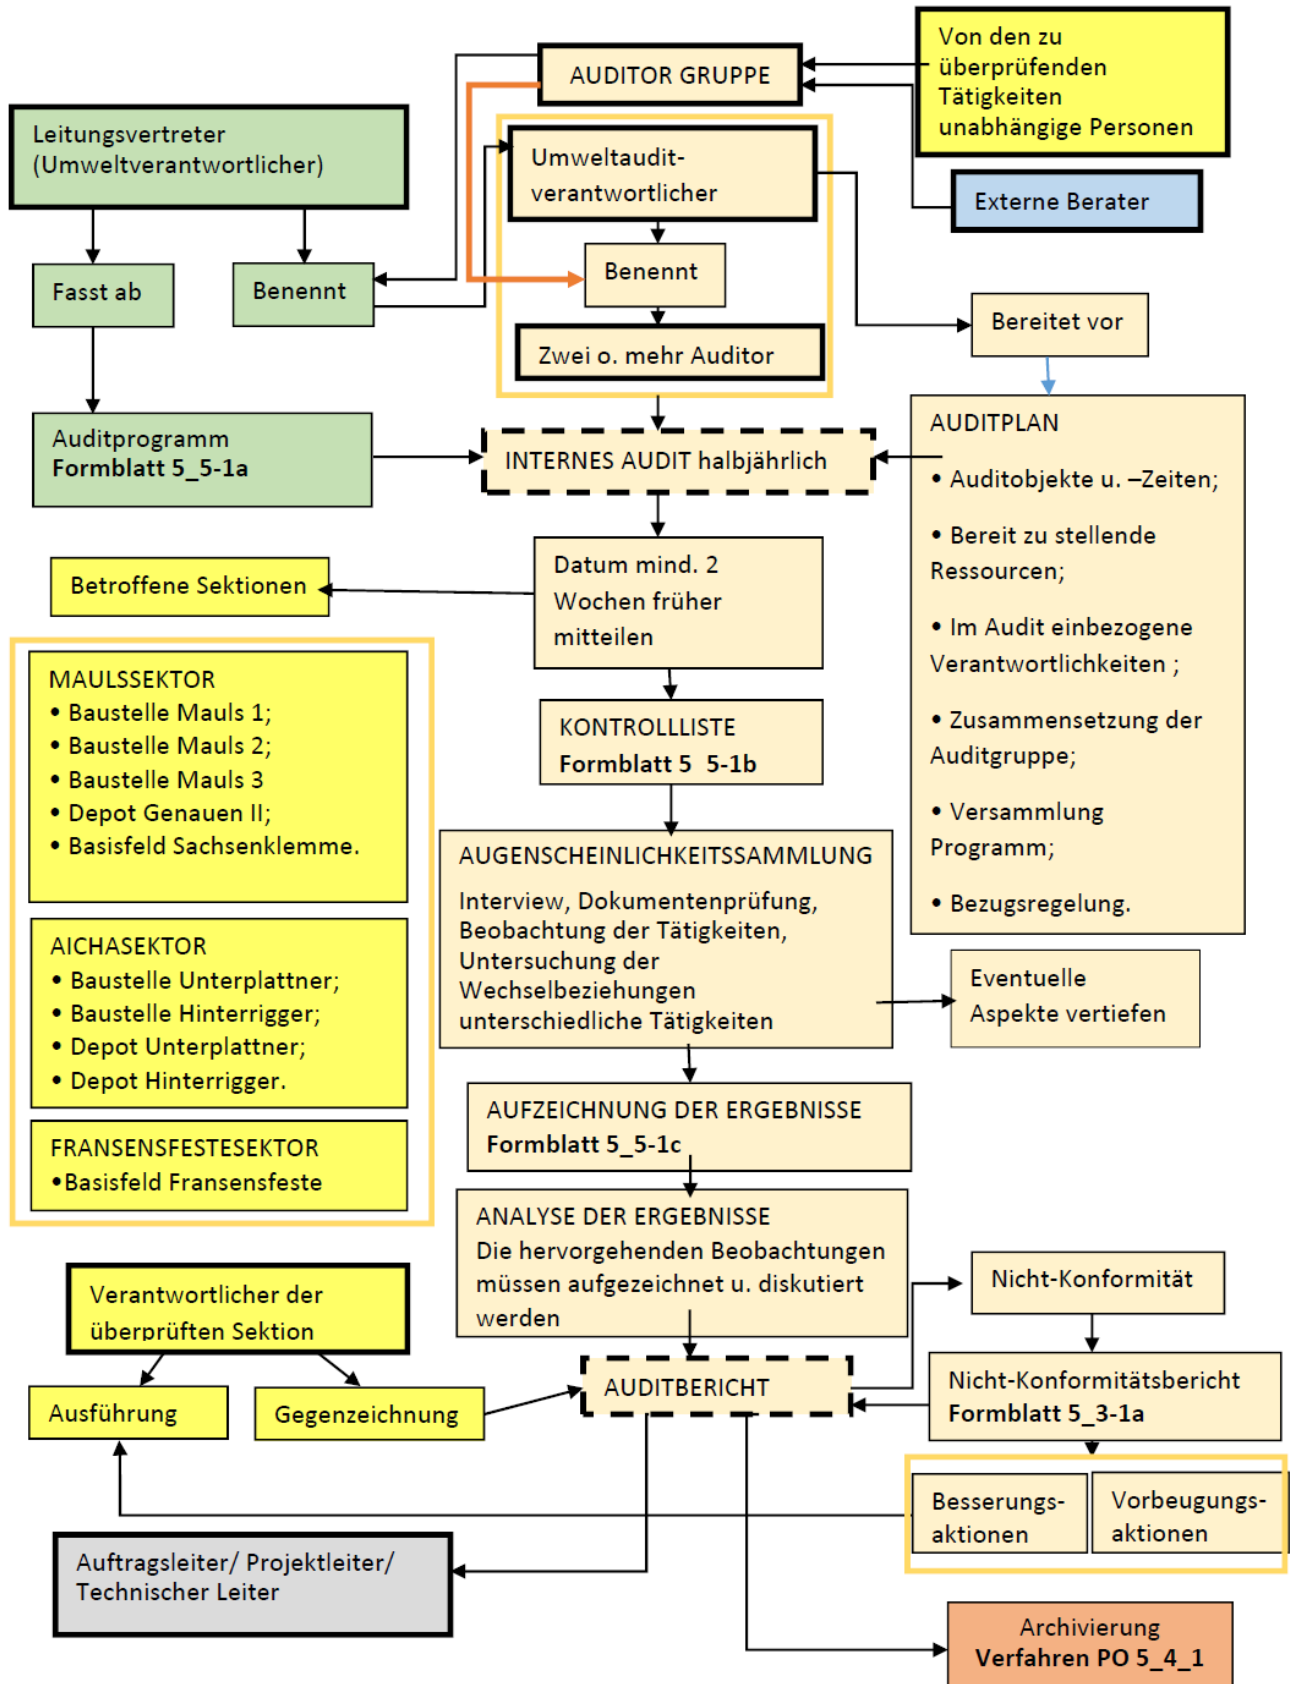 AUDITOR GRUPPE
Von den zu
überprüfenden
Tätigkeiten
unabhängige Personen
Leitungsvertreter
(Umweltverantwortlicher)
Umweltaudit-
verantwortlicher
Externe Berater
Fasst ab
Benennt
Benennt
Bereitet vor
Zwei o. mehr Auditor
Auditprogramm
Formblatt 5_5-1a
INTERNES AUDIT halbjährlich
AUDITPLAN
• Auditobjekte u. –Zeiten;
• Bereit zu stellende
Ressourcen;
• Im Audit einbezogene
Verantwortlichkeiten ;
• Zusammensetzung der
Auditgruppe;
• Versammlung
Programm;
• Bezugsregelung.
Betroffene Sektionen
Datum mind. 2
Wochen früher
mitteilen
MAULSSEKTOR
• Baustelle Mauls 1;
• Baustelle Mauls 2;
• Baustelle Mauls 3
• Depot Genauen II;
• Basisfeld Sachsenklemme.
KONTROLLLISTE
Formblatt 5 5-1b
AUGENSCHEINLICHKEITSSAMMLUNG
Interview, Dokumentenprüfung,
Beobachtung der Tätigkeiten,
Untersuchung der
Wechselbeziehungen
unterschiedliche Tätigkeiten
AICHASEKTOR
• Baustelle Unterplattner;
• Baustelle Hinterrigger;
• Depot Unterplattner;
• Depot Hinterrigger.
Eventuelle
Aspekte vertiefen
AUFZEICHNUNG DER ERGEBNISSE
Formblatt 5_5-1c
FRANSENSFESTESEKTOR
•Basisfeld Fransensfeste
ANALYSE DER ERGEBNISSE
Die hervorgehenden Beobachtungen
müssen aufgezeichnet u. diskutiert
werden
Nicht-Konformität
Verantwortlicher der
überprüften Sektion
Nicht-Konformitätsbericht
Formblatt 5_3-1a
AUDITBERICHT
Ausführung
Gegenzeichnung
Besserungs-
aktionen
Vorbeugungs-
aktionen
Auftragsleiter/ Projektleiter/
Technischer Leiter
Archivierung
Verfahren PO 5_4_1